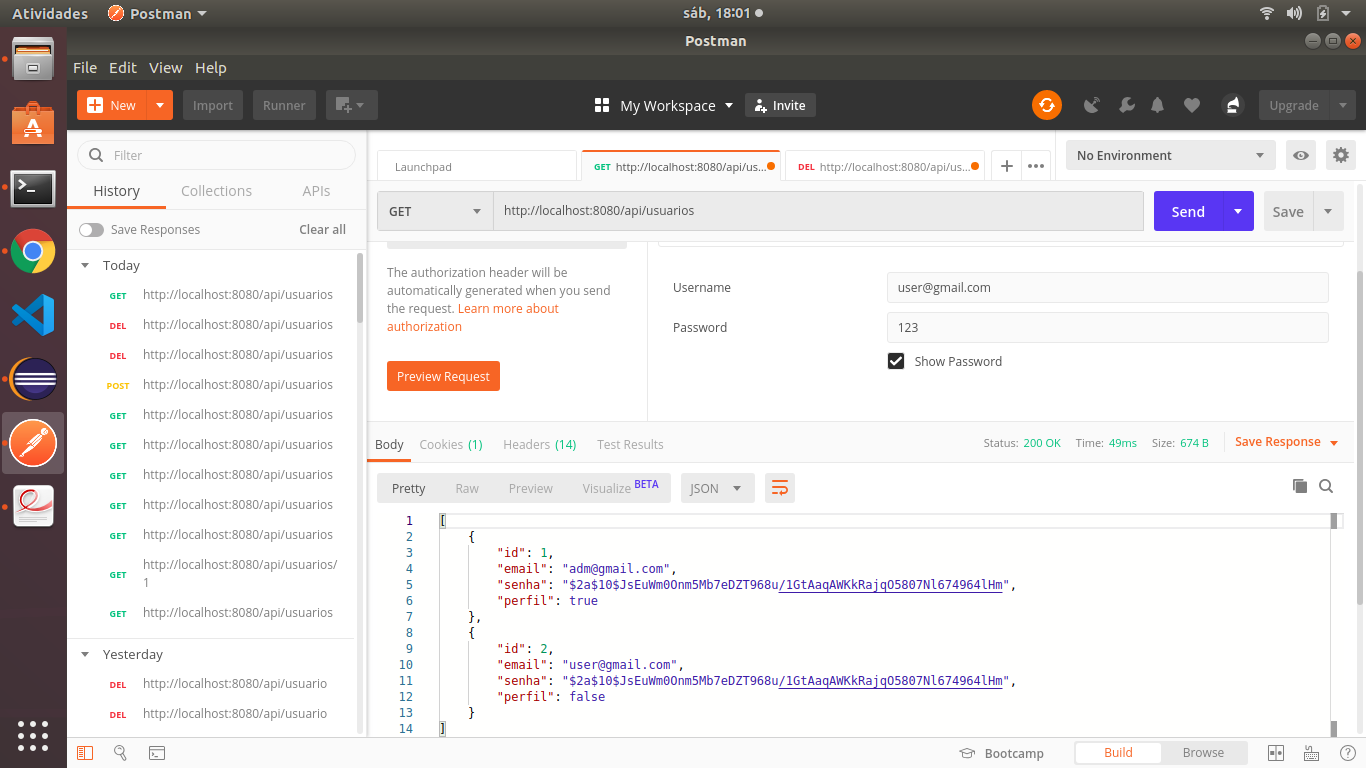 Atividades Postman sáb, 18:01
Postman
File Edit View Help
New Import Runner My Workspace Invite Upgrade
Filter
History Collections APIs
Save Responses Clear all
Today
GET http://localhost:8080/api/usuarios
DEL http://localhost:8080/api/usuarios
DEL http://localhost:8080/api/usuarios
POST http://localhost:8080/api/usuarios
GET http://localhost:8080/api/usuarios
GET http://localhost:8080/api/usuarios
GET http://localhost:8080/api/usuarios
GET http://localhost:8080/api/usuarios
GET http://localhost:8080/api/usuarios
GET http://localhost:8080/api/usuarios/
1
GET http://localhost:8080/api/usuarios
Yesterday
DEL http://localhost:8080/api/usuario
DEL http://localhost:8080/api/usuario
Launchpad GET http://localhost:8080/api/us... DEL http://localhost:8080/api/us... No Environment
GET http://localhost:8080/api/usuarios Send Save
The authorization header will be
automatically generated when you send
the request. Learn more about
authorization
Preview Request
Username user@gmail.com
Password 123
Show Password
Body Cookies (1) Headers (14) Test Results Status: 200 OK Time: 49ms Size: 674 B Save Response
Pretty Raw Preview Visualize BETA JSON
1 [
2 {
3 "id": 1,
4 "email": "adm@gmail.com",
5 "senha": "$2a$10$JsEuWm0Onm5Mb7eDZT968u/1GtAaqAWKkRajqO5807Nl674964lHm",
6 "perfil": true
7 },
8 {
9 "id": 2,
10 "email": "user@gmail.com",
11 "senha": "$2a$10$JsEuWm0Onm5Mb7eDZT968u/1GtAaqAWKkRajqO5807Nl674964lHm",
12 "perfil": false
13 }
14 ]
Bootcamp Build Browse